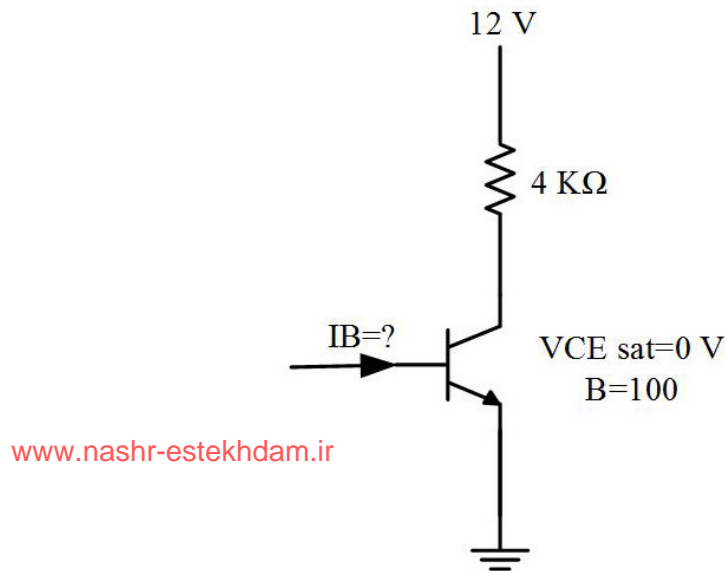 12 V
4 KΩ
IB=?
VCE sat=0 V
B=100
www.nashr-estekhdam.ir